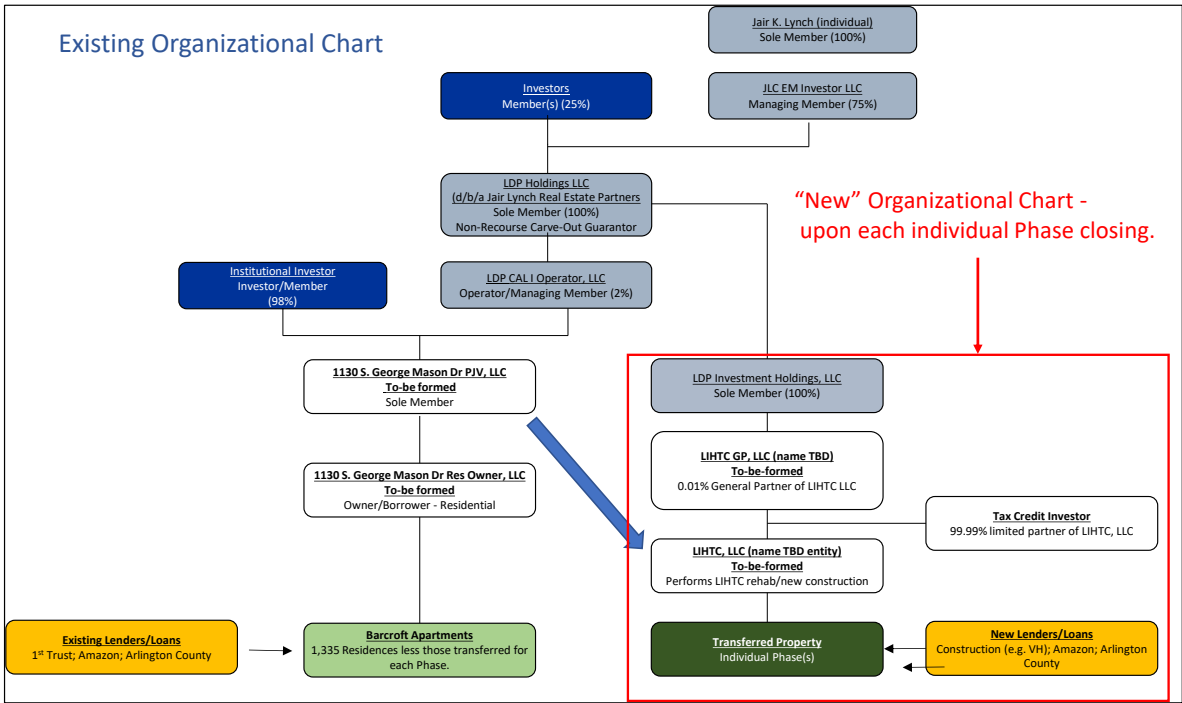 Existing Organizational Chart
Jair K. Lynch (individual)
Sole Member (100%)
Investors
Member(s) (25%)
JLC EM Investor LLC
Managing Member (75%)
LDP Holdings LLC
(d/b/a Jair Lynch Real Estate Partners
Sole Member (100%)
Non-Recourse Carve-Out Guarantor
"New" Organizational Chart -
upon each individual Phase closing.
Institutional Investor
Investor/Member
(98%)
LDP CAL I Operator, LLC
Operator/Managing Member (2%)
1130 S. George Mason Dr PJV, LLC
To-be formed
Sole Member
LDP Investment Holdings, LLC
Sole Member (100%)
1130 S. George Mason Dr Res Owner, LLC
To-be formed
Owner/Borrower - Residential
LIHTC GP, LLC (name TBD)
To-be-formed
0.01% General Partner of LIHTC LLC
Tax Credit Investor
99.99% limited partner of LIHTC, LLC
LIHTC, LLC (name TBD entity)
To-be-formed
Performs LIHTC rehab/new construction
Existing Lenders/Loans
1st Trust; Amazon; Arlington County
Barcroft Apartments
1,335 Residences less those transferred for
each Phase.
Transferred Property
Individual Phase(s)
New Lenders/Loans
Construction (e.g. VH); Amazon; Arlington
County